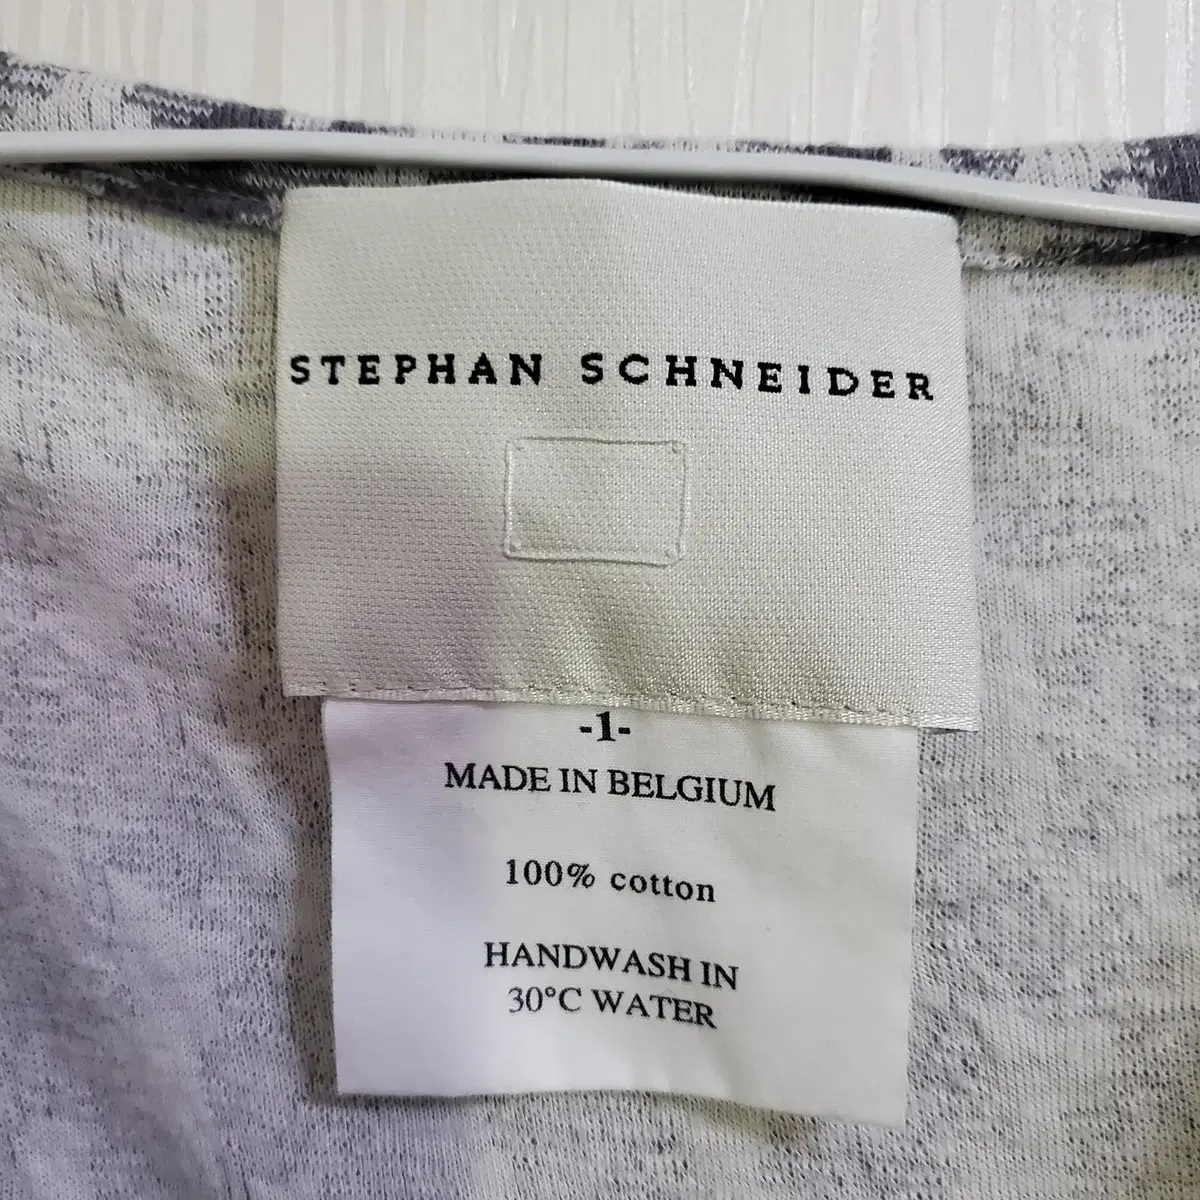 STEPHAN SCHNEIDER
-1-
MADE IN BELGIUM
100% cotton
HANDWASH IN
30°C WATER